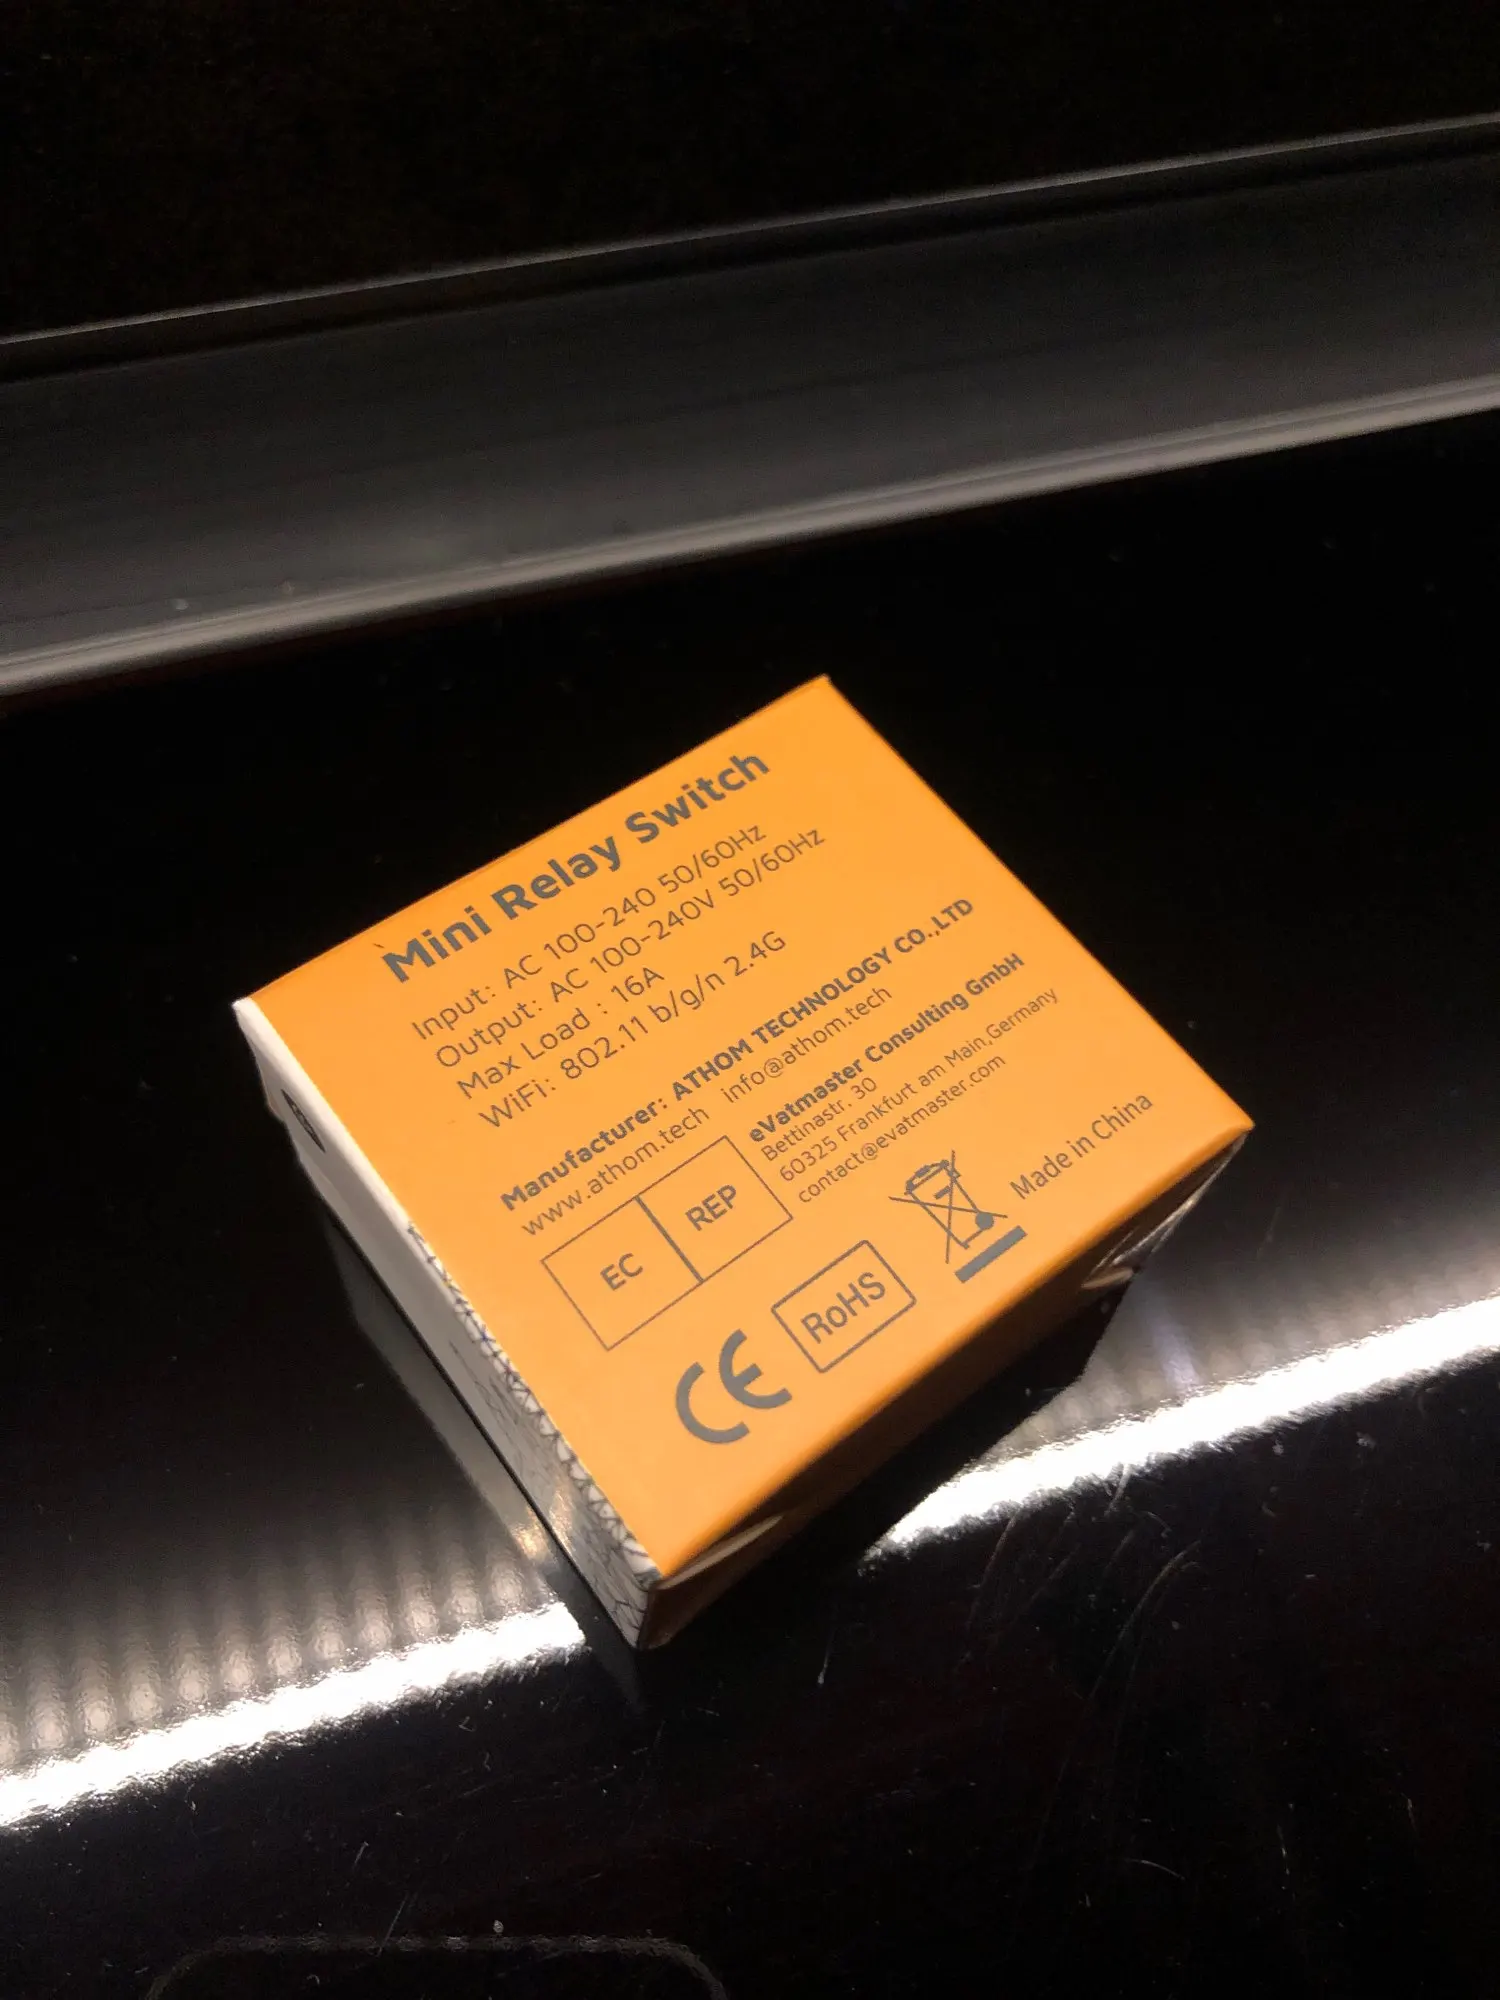 Mini Relay Switch
Input: AC 100-240 50/60Hz
Output: AC 100-240V 50/60Hz
Max Load : 16A
WiFi: 802.11 b/g/n 2.4G
Manufacturer: ATHOM TECHNOLOGY CO.,LTD
www.athom.tech info@athom.tech
EC REP
eVatmaster Consulting GmbH
Bettinastr. 30
60325 Frankfurt am Main,Germany
contact@evatmaster.com
CE
RoHS
Made in China